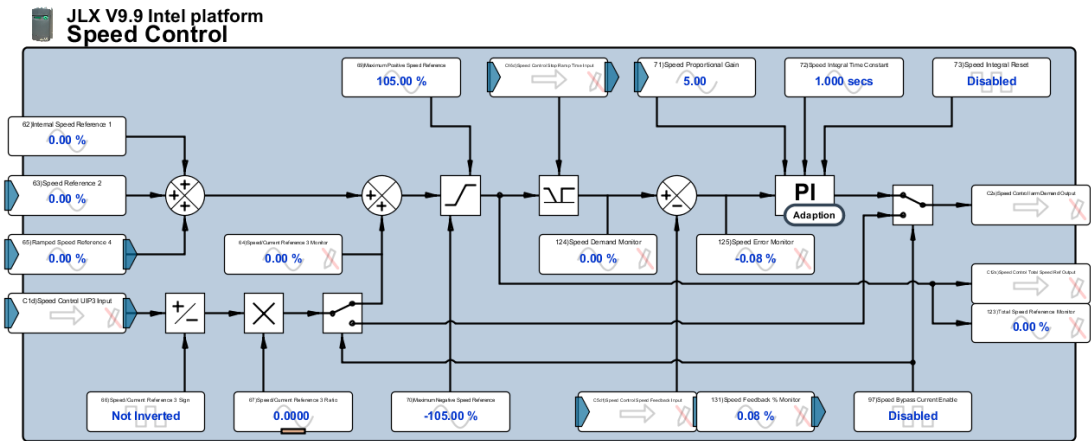 JLX V9.9 Intel platform
Speed Control
69)Maximum Positive Speed Reference
105.00 %
71)Speed Proportional Gain
5.00
72)Speed Integral Time Constant
1.000 secs
73)Speed Integral Reset
Disabled
62)Internal Speed Reference 1
0.00 %
63)Speed Reference 2
0.00 %
PI
Adaption
65)Ramped Speed Reference 4
0.00 %
64)Speed/Current Reference 3 Monitor
0.00 %
124)Speed Demand Monitor
0.00 %
125)Speed Error Monitor
-0.08 %
C1d)Speed Control UIP3 Input
123)Total Speed Reference Monitor
0.00 %
66)Speed/Current Reference 3 Sign
Not Inverted
67)Speed/Current Reference 3 Ratio
0.0000
70)Maximum Negative Speed Reference
-105.00 %
131)Speed Feedback % Monitor
0.08 %
97)Speed Bypass Current Enable
Disabled